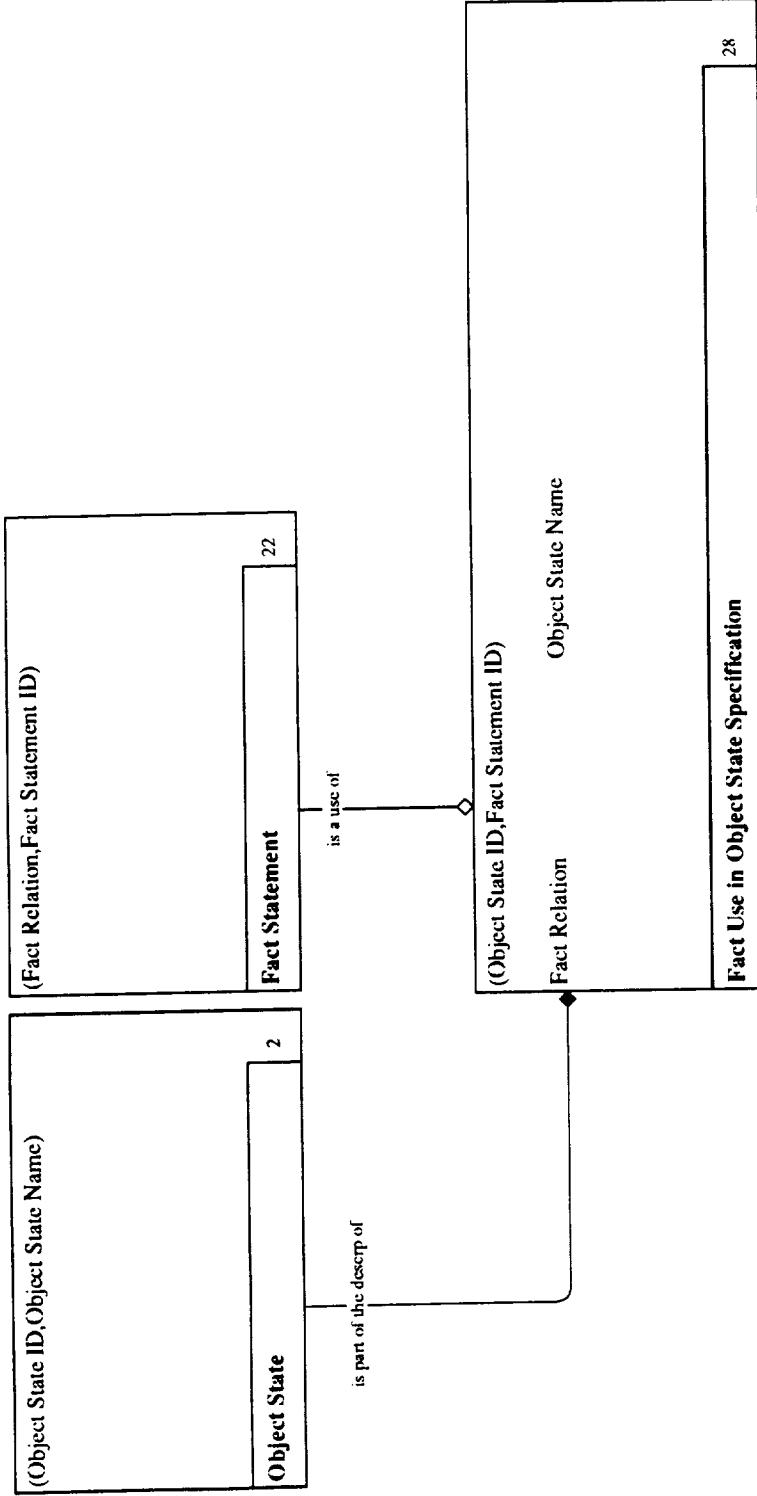 (Object State ID,Object State Name)
Object State
2
(Fact Relation,Fact Statement ID)
Fact Statement
22
is part of the descrp of
is a use of
(Object State ID,Fact Statement ID)
Fact Relation Object State Name
Fact Use in Object State Specification
28